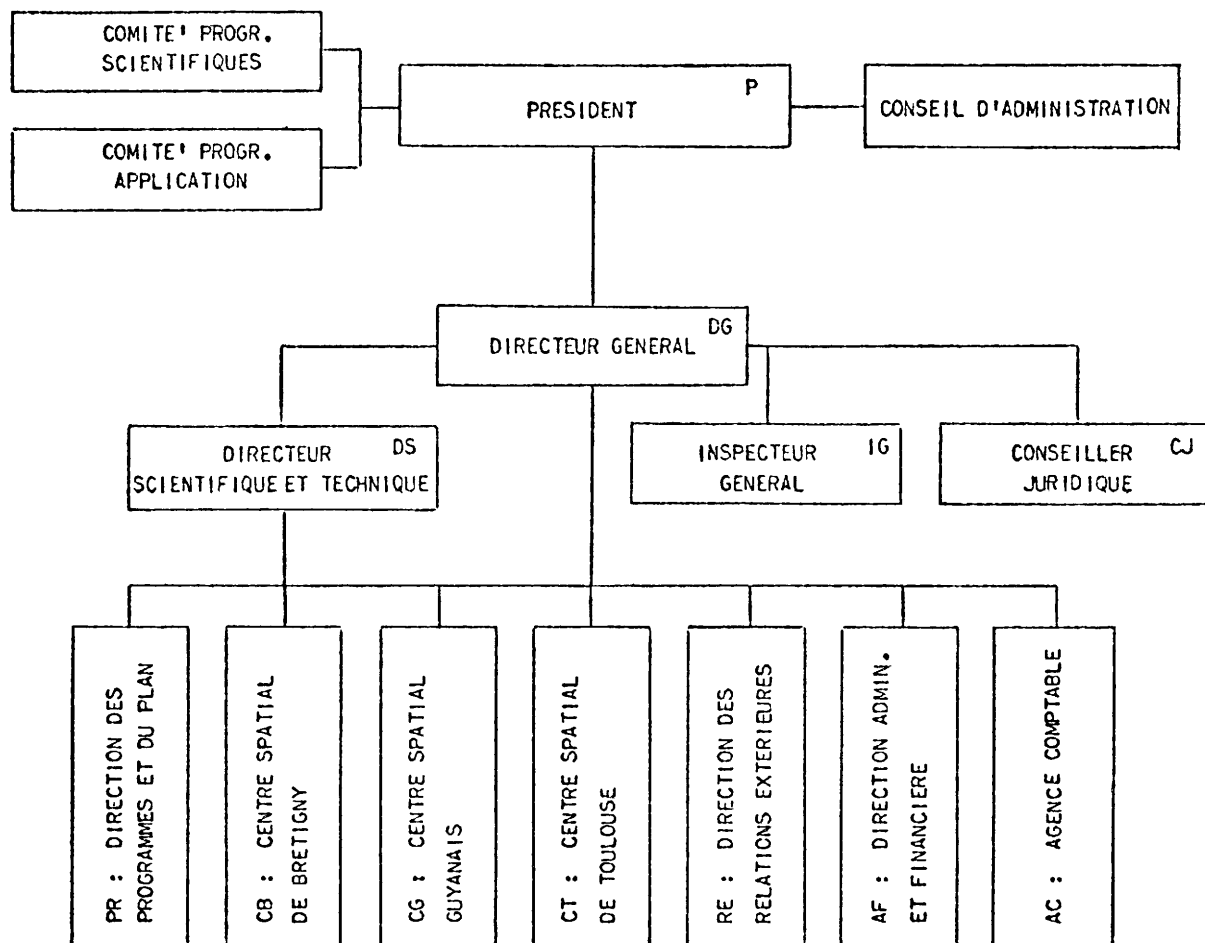 COMITE' PROGR.
SCIENTIFIQUES
COMITE' PROGR.
APPLICATION
P
PRESIDENT
CONSEIL D'ADMINISTRATION
DG
DIRECTEUR GENERAL
DIRECTEUR DS
SCIENTIFIQUE ET TECHNIQUE
INSPECTEUR IG
GENERAL
CONSEILLER CJ
JURIDIQUE
PR : DIRECTION DES
PROGRAMMES ET DU PLAN
CB : CENTRE SPATIAL
DE BRETIGNY
CG : CENTRE SPATIAL
GUYANAIS
CT : CENTRE SPATIAL
DE TOULOUSE
RE : DIRECTION DES
RELATIONS EXTERIEURES
AF : DIRECTION ADMIN.
ET FINANCIERE
AC : AGENCE COMPTABLE